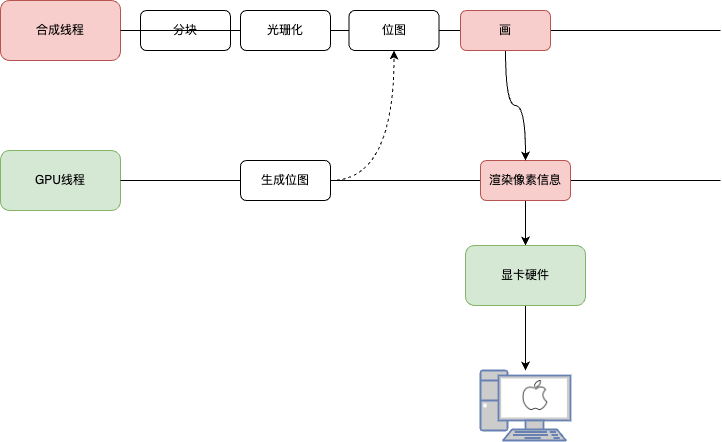 合成线程
分块
光珊化
位图
画
GPU线程
生成位图
渲染像素信息
显卡硬件